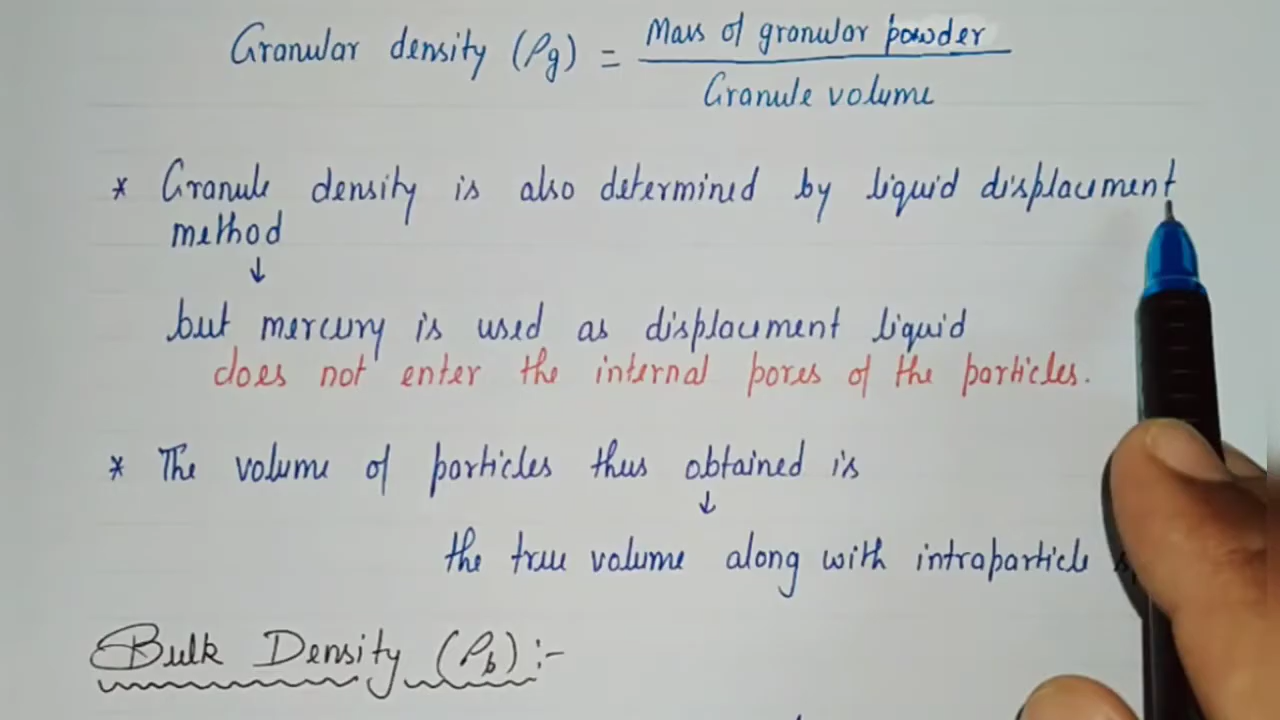 Granular density (ρg) = Mass of granular powder
Granule volume
* Granule density is also determined by liquid displacement
method
↓
but mercury is used as displacement liquid
does not enter the internal pores of the particles.
* The volume of particles thus obtained is
↓
the true volume along with intraparticle
Bulk Density (ρb):-